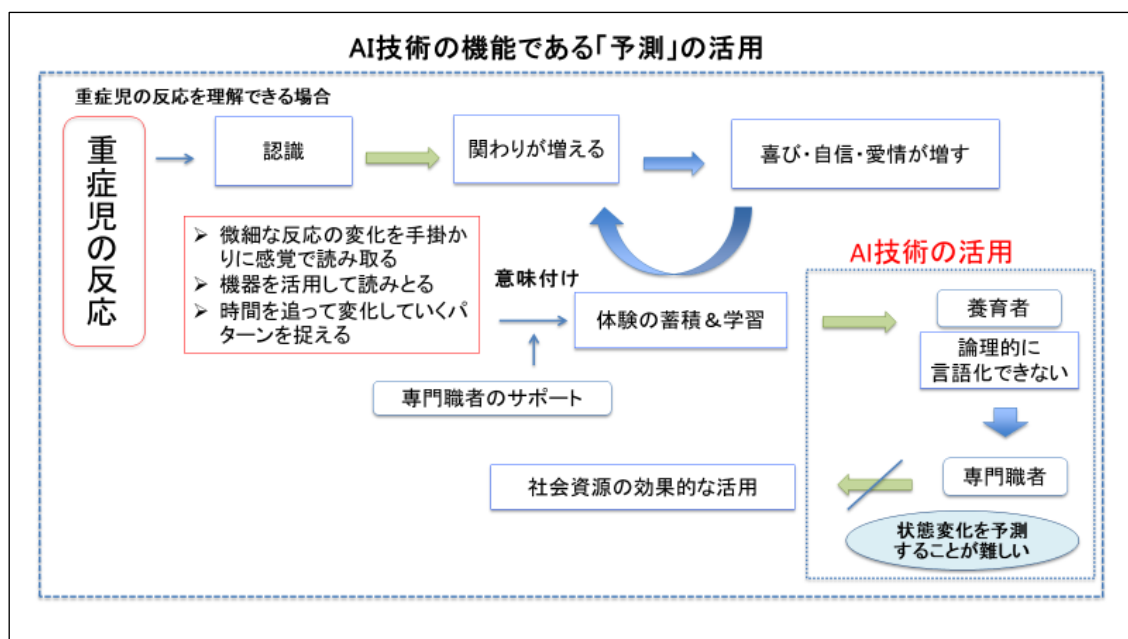 AI技術の機能である「予測」の活用
重症児の反応を理解できる場合
重症児の反応
認識
関わりが増える
喜び・自信・愛情が増す
➢ 微細な反応の変化を手掛か
りに感覚で読み取る
➢ 機器を活用して読みとる
➢ 時間を追って変化していくパ
ターンを捉える
意味付け
体験の蓄積＆学習
専門職者のサポート
AI技術の活用
養育者
論理的に
言語化できない
専門職者
社会資源の効果的な活用
状態変化を予測
することが難しい